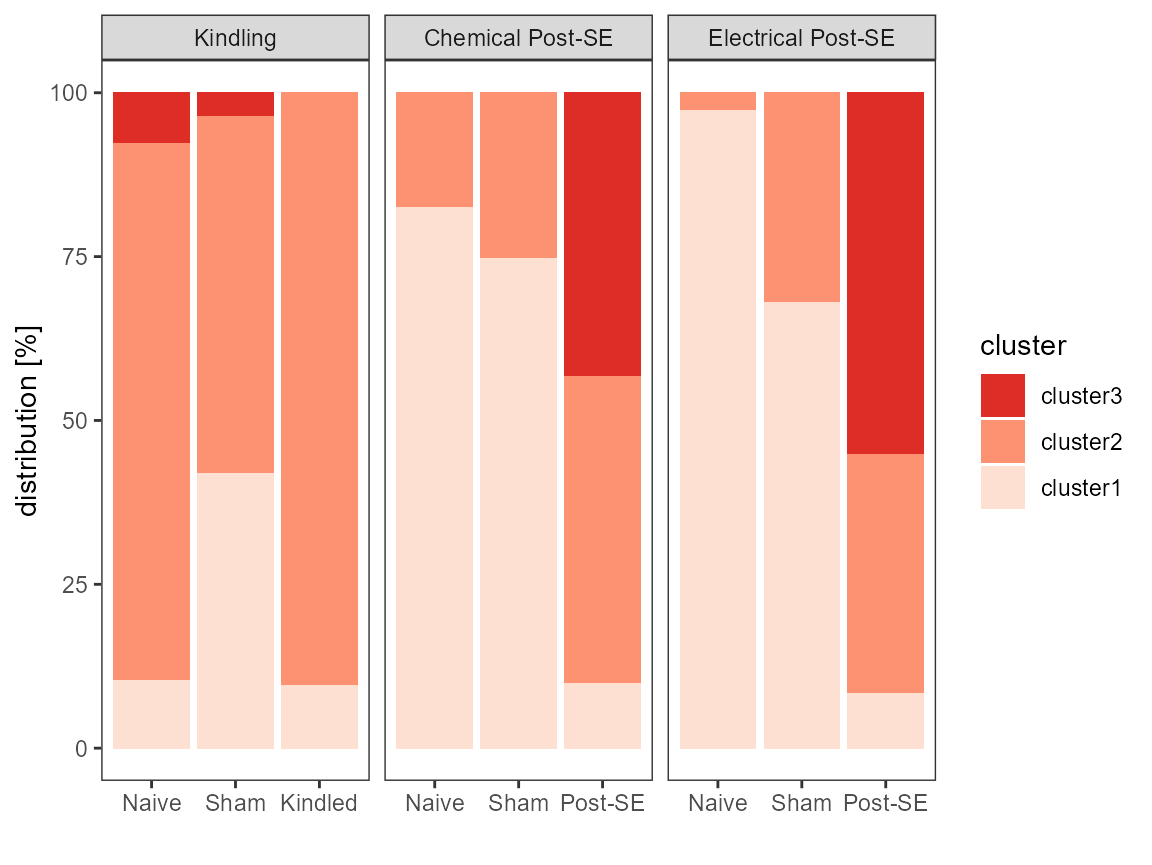 Kindling
Chemical Post-SE
Electrical Post-SE
distribution [%]
100
75
50
25
0
Naive Sham Kindled
Naive Sham Post-SE
Naive Sham Post-SE
cluster
cluster3
cluster2
cluster1